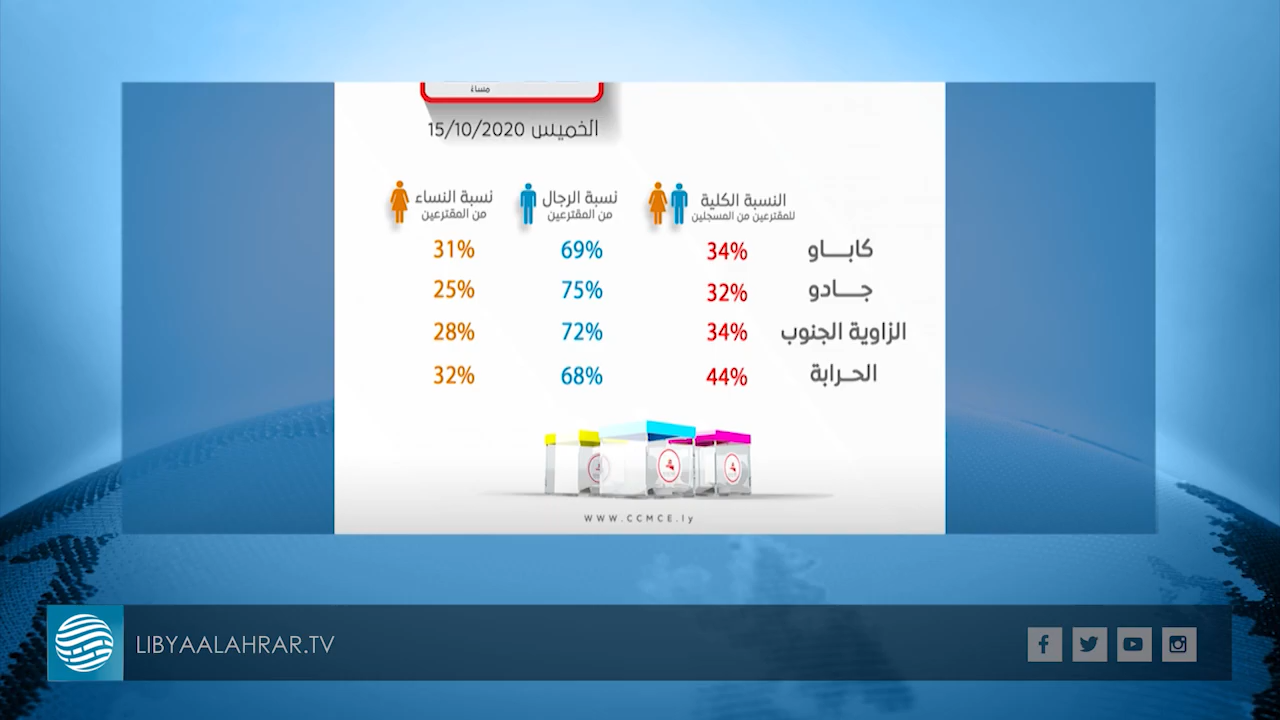 مساءً
الخميس 15/10/2020
النسبة الكلية
للمقترعين من المسجلين
نسبة الرجال
من المقترعين
نسبة النساء
من المقترعين
كابـــاو 34% 69% 31%
جـــادو 32% 75% 25%
الزاوية الجنوب 34% 72% 28%
الحــرابة 44% 68% 32%
WWW.CCMCE.ly
LIBYAALAHRAR.TV